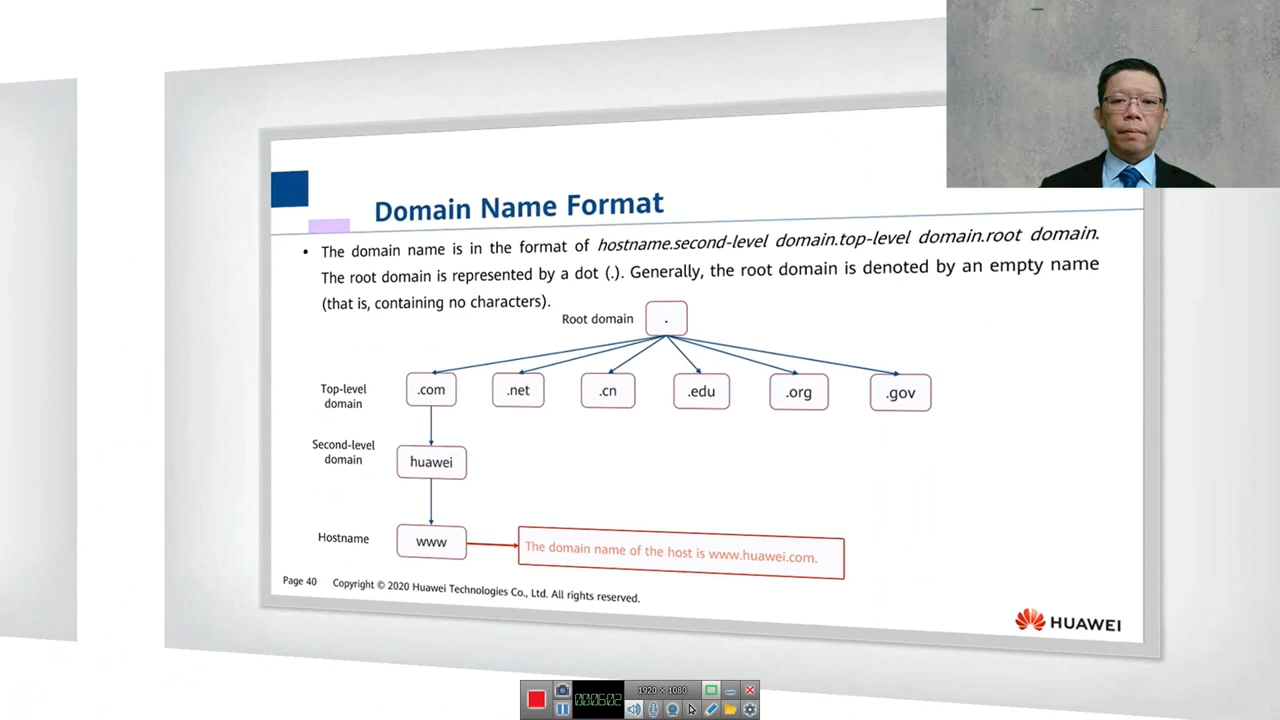 Domain Name Format
• The domain name is in the format of hostname.second-level domain.top-level domain.root domain.
The root domain is represented by a dot (.). Generally, the root domain is denoted by an empty name
(that is, containing no characters).
Root domain
.
Top-level
domain
.com
.net
.cn
.edu
.org
.gov
Second-level
domain
huawei
Hostname
www
The domain name of the host is www.huawei.com.
Page 40
Copyright © 2020 Huawei Technologies Co., Ltd. All rights reserved.
HUAWEI
000602
1920 × 1080